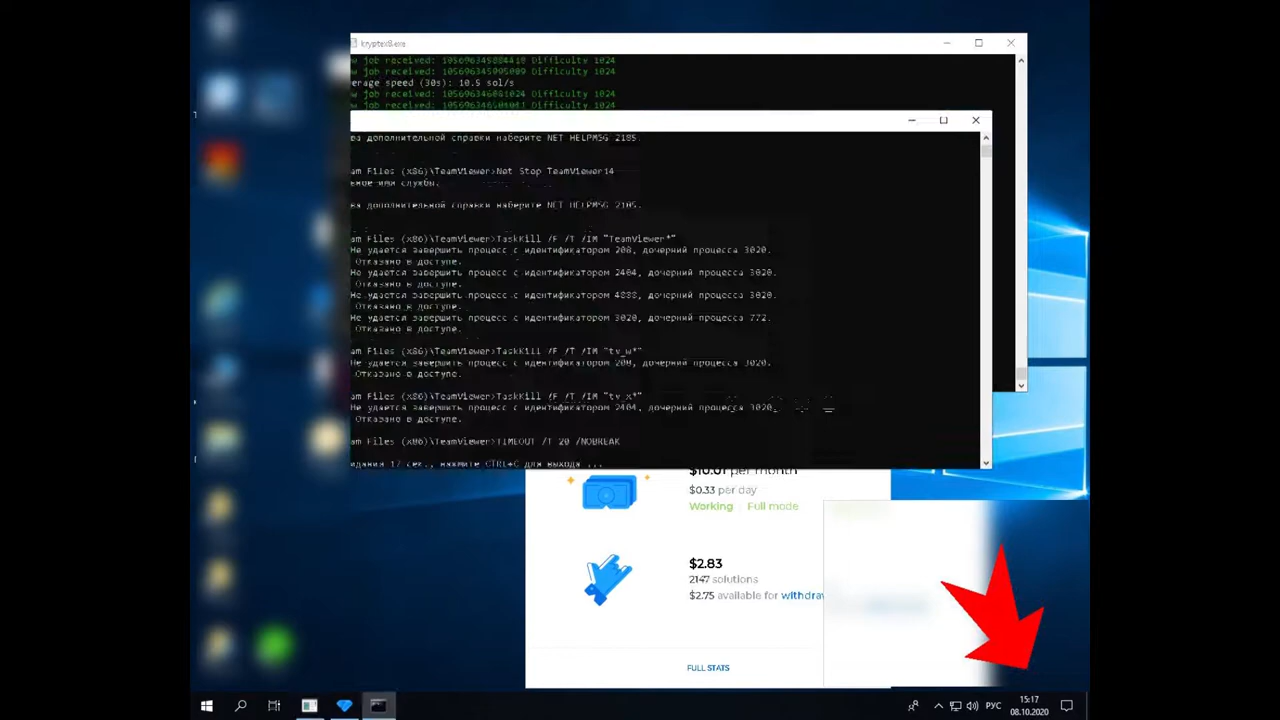 kryptex8.exe
w job received: Difficulty 1024
w job received: Difficulty 1024
erage speed (30s): 10.5 sol/s
w job received: Difficulty 1024
w job received: Difficulty 1024
ва дополнительной справки наберите NET HELPMSG 2185.
am Files (x86)\TeamViewer>Net Stop TeamViewer14
ьное имя службы.
ва дополнительной справки наберите NET HELPMSG 2185.
am Files (x86)\TeamViewer>TaskKill /F /T /IM "TeamViewer*"
Не удается завершить процесс с идентификатором 208, дочерний процесса 3020.
Отказано в доступе.
Не удается завершить процесс с идентификатором 2404, дочерний процесса 3020.
Отказано в доступе.
Не удается завершить процесс с идентификатором 4888, дочерний процесса 3020.
Отказано в доступе.
Не удается завершить процесс с идентификатором 3020, дочерний процесса 772.
Отказано в доступе.
am Files (x86)\TeamViewer>TaskKill /F /T /IM "tv_w*"
Не удается завершить процесс с идентификатором 208, дочерний процесса 3020.
Отказано в доступе.
am Files (x86)\TeamViewer>TaskKill /F /T /IM "tv_x*"
Не удается завершить процесс с идентификатором 2404, дочерний процесса 3020.
Отказано в доступе.
am Files (x86)\TeamViewer>TIMEOUT /T 20 /NOBREAK
идания 17 сек., нажмите CTRL+C для выхода ...
$10.01 per month
$0.33 per day
Working Full mode
$2.83
2147 solutions
$2.75 available for withdraw
FULL STATS
РУС
15:17
08.10.2020